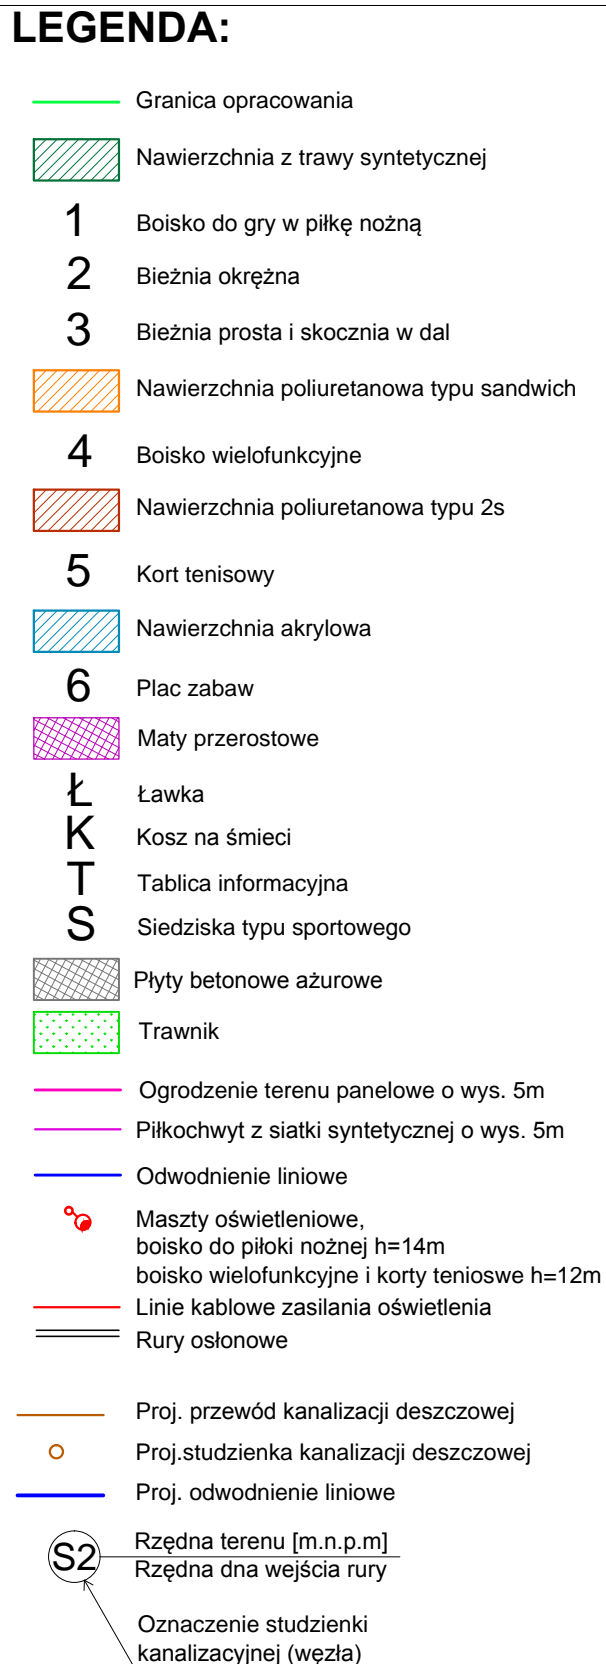 LEGENDA:
Granica opracowania
Nawierzchnia z trawy syntetycznej
1 Boisko do gry w piłkę nożną
2 Bieżnia okrężna
3 Bieżnia prosta i skocznia w dal
Nawierzchnia poliuretanowa typu sandwich
4 Boisko wielofunkcyjne
Nawierzchnia poliuretanowa typu 2s
5 Kort tenisowy
Nawierzchnia akrylowa
6 Plac zabaw
Maty przerostowe
Ł Ławka
K Kosz na śmieci
T Tablica informacyjna
S Siedziska typu sportowego
Płyty betonowe ażurowe
Trawnik
Ogrodzenie terenu panelowe o wys. 5m
Piłkochwyt z siatki syntetycznej o wys. 5m
Odwodnienie liniowe
Maszty oświetleniowe,
boisko do piłoki nożnej h=14m
boisko wielofunkcyjne i korty tenioswe h=12m
Linie kablowe zasilania oświetlenia
Rury osłonowe
Proj. przewód kanalizacji deszczowej
Proj.studzienka kanalizacji deszczowej
Proj. odwodnienie liniowe
S2
Rzędna terenu [m.n.p.m]
Rzędna dna wejścia rury
Oznaczenie studzienki
kanalizacyjnej (węzła)